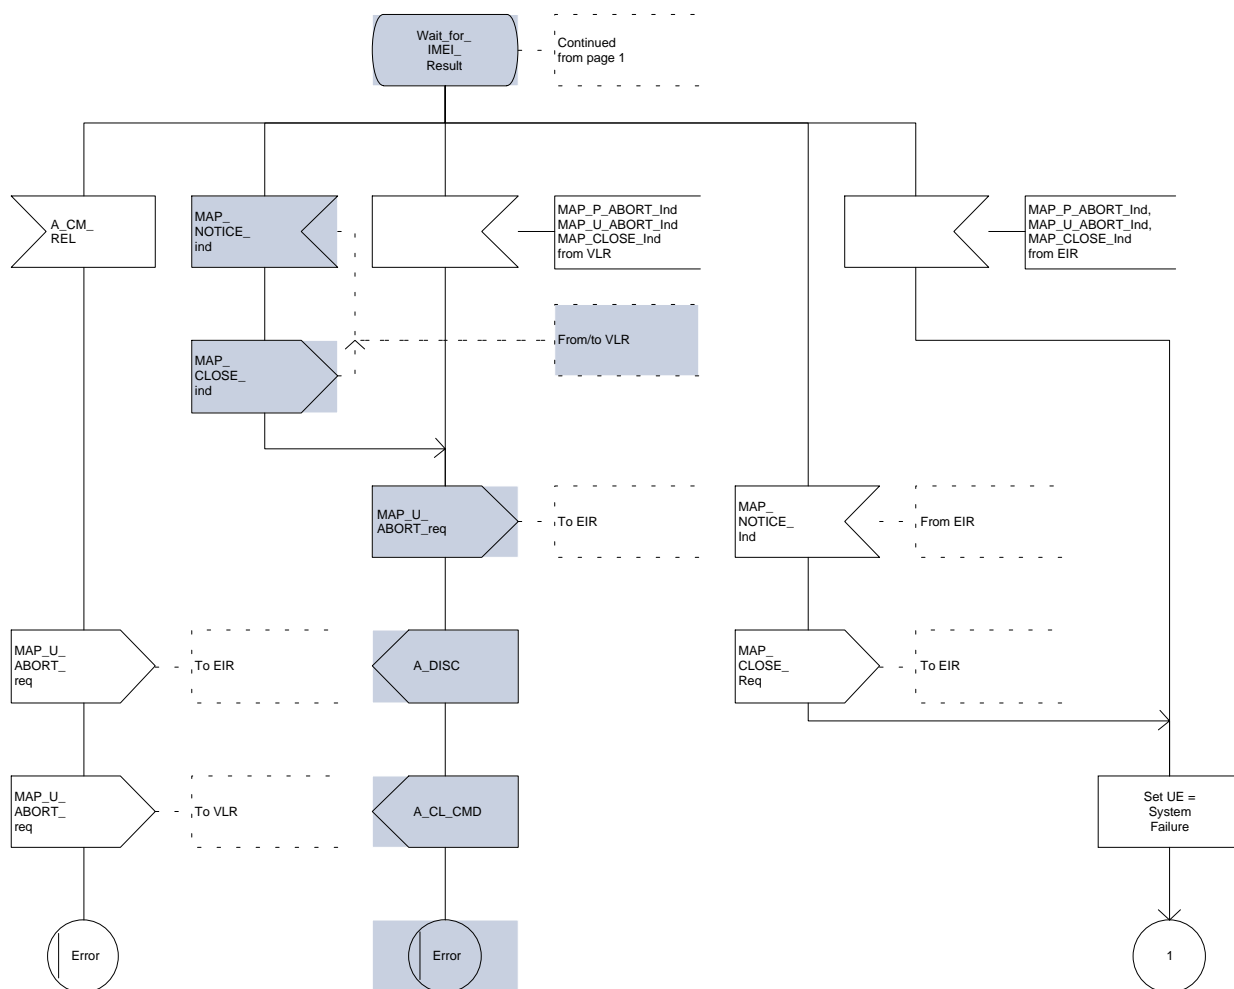 Wait_for_
IMEI_
Result
Continued
from page 1
A_CM_
REL
MAP_
NOTICE_
ind
MAP_P_ABORT_Ind
MAP_U_ABORT_Ind
MAP_CLOSE_Ind
from VLR
MAP_P_ABORT_Ind,
MAP_U_ABORT_Ind,
MAP_CLOSE_Ind
from EIR
MAP_
CLOSE_
ind
From/to VLR
MAP_U_
ABORT_req
To EIR
MAP_
NOTICE_
Ind
From EIR
MAP_U_
ABORT_
req
To EIR
A_DISC
MAP_
CLOSE_
Req
To EIR
MAP_U_
ABORT_
req
To VLR
A_CL_CMD
Set UE =
System
Failure
Error
Error
1